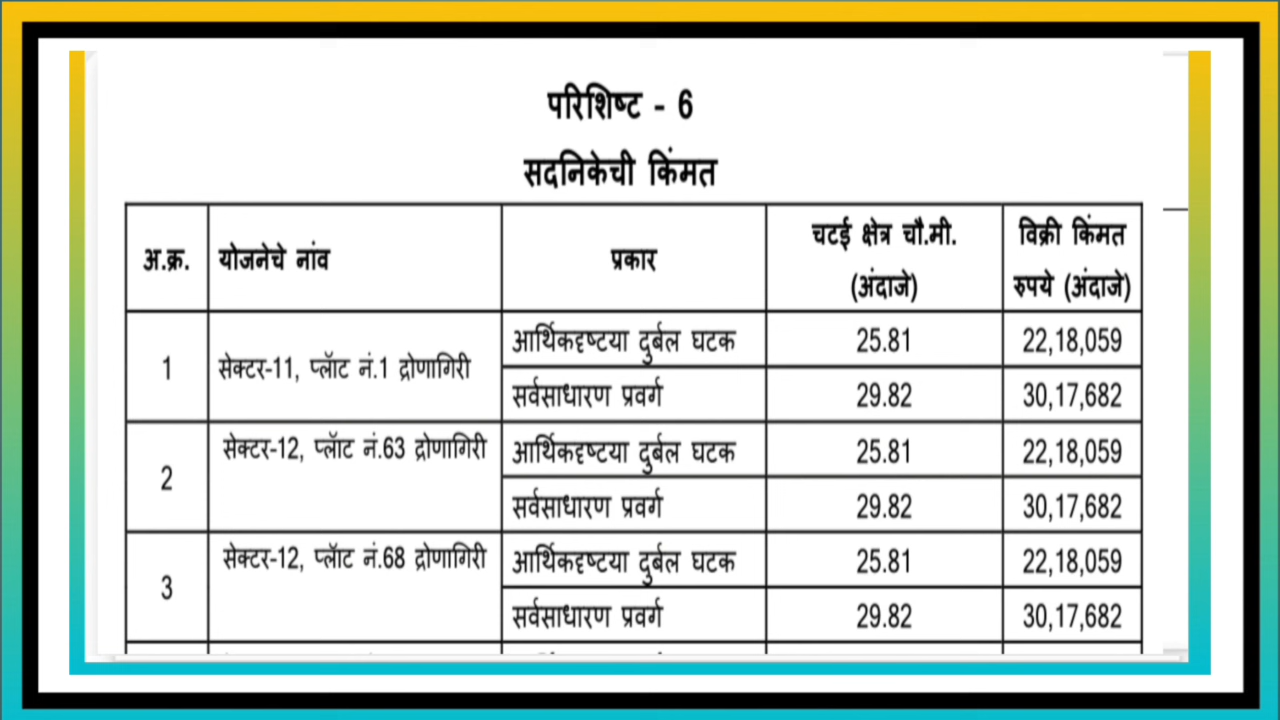 परिशिष्ट - 6
सदनिकेची किंमत
अ.क्र. योजनेचे नांव प्रकार चटई क्षेत्र चौ.मी. (अंदाजे) विक्री किंमत रुपये (अंदाजे)
1 सेक्टर-11, प्लॉट नं.1 द्रोणागिरी आर्थिकदृष्टया दुर्बल घटक 25.81 22,18,059
सर्वसाधारण प्रवर्ग 29.82 30,17,682
2 सेक्टर-12, प्लॉट नं.63 द्रोणागिरी आर्थिकदृष्टया दुर्बल घटक 25.81 22,18,059
सर्वसाधारण प्रवर्ग 29.82 30,17,682
3 सेक्टर-12, प्लॉट नं.68 द्रोणागिरी आर्थिकदृष्टया दुर्बल घटक 25.81 22,18,059
सर्वसाधारण प्रवर्ग 29.82 30,17,682